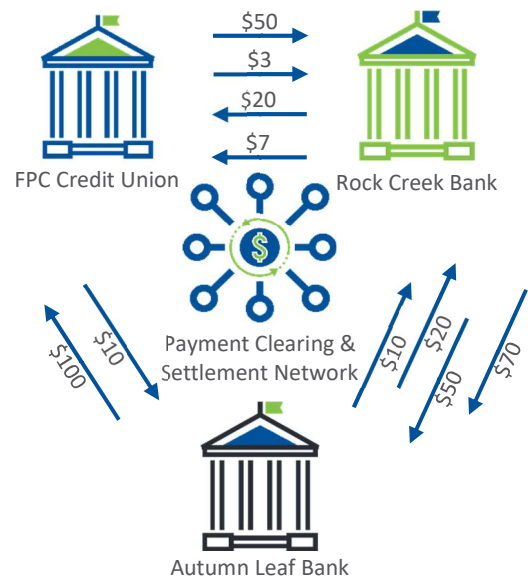 $50
$3
$20
$7
FPC Credit Union
Rock Creek Bank
$
Payment Clearing &
Settlement Network
$100
$10
$10
$20
$50
$70
Autumn Leaf Bank